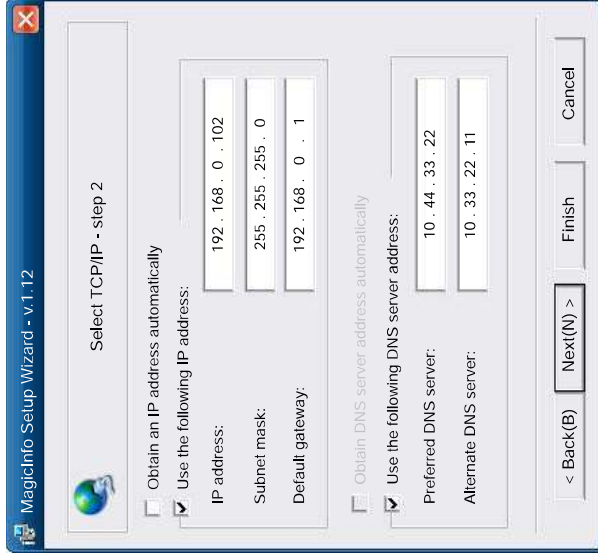 MagicInfo Setup Wizard - v.1.12
Select TCP/IP - step 2
Obtain an IP address automatically
Use the following IP address:
IP address: 192 . 168 . 0 . 102
Subnet mask: 255 . 255 . 255 . 0
Default gateway: 192 . 168 . 0 . 1
Obtain DNS server address automatically
Use the following DNS server address:
Preferred DNS server: 10 . 44 . 33 . 22
Alternate DNS server: 10 . 33 . 22 . 11
< Back(B) Next(N) > Finish Cancel